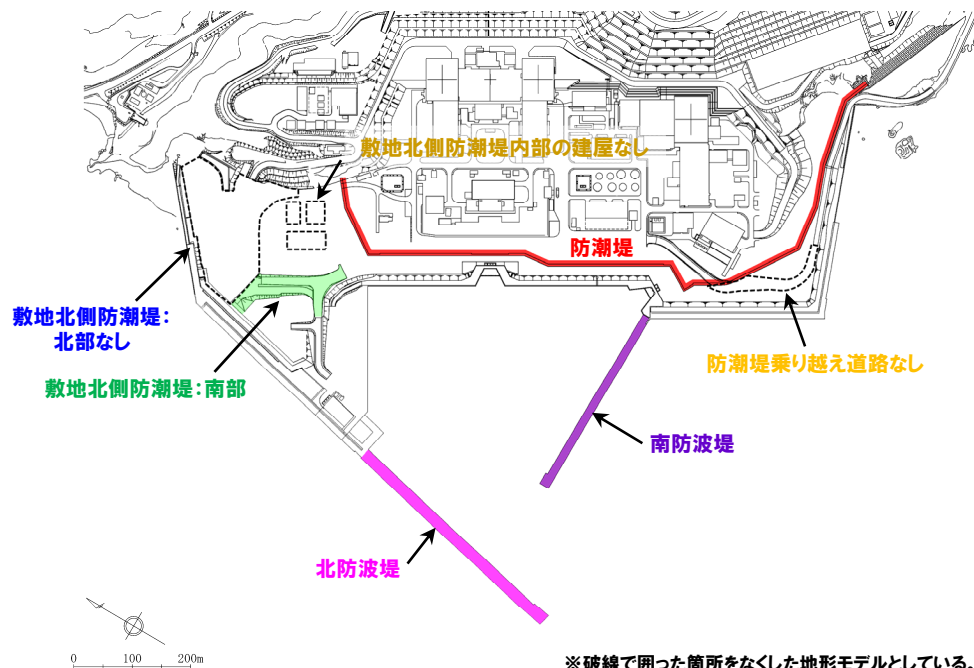 敷地北側防潮堤内部の建屋なし
防潮堤
敷地北側防潮堤：
北部なし
敷地北側防潮堤：南部
防潮堤乗り越え道路なし
南防波堤
北防波堤
0 100 200m
※破線で囲った箇所をなくした地形モデルとしている。